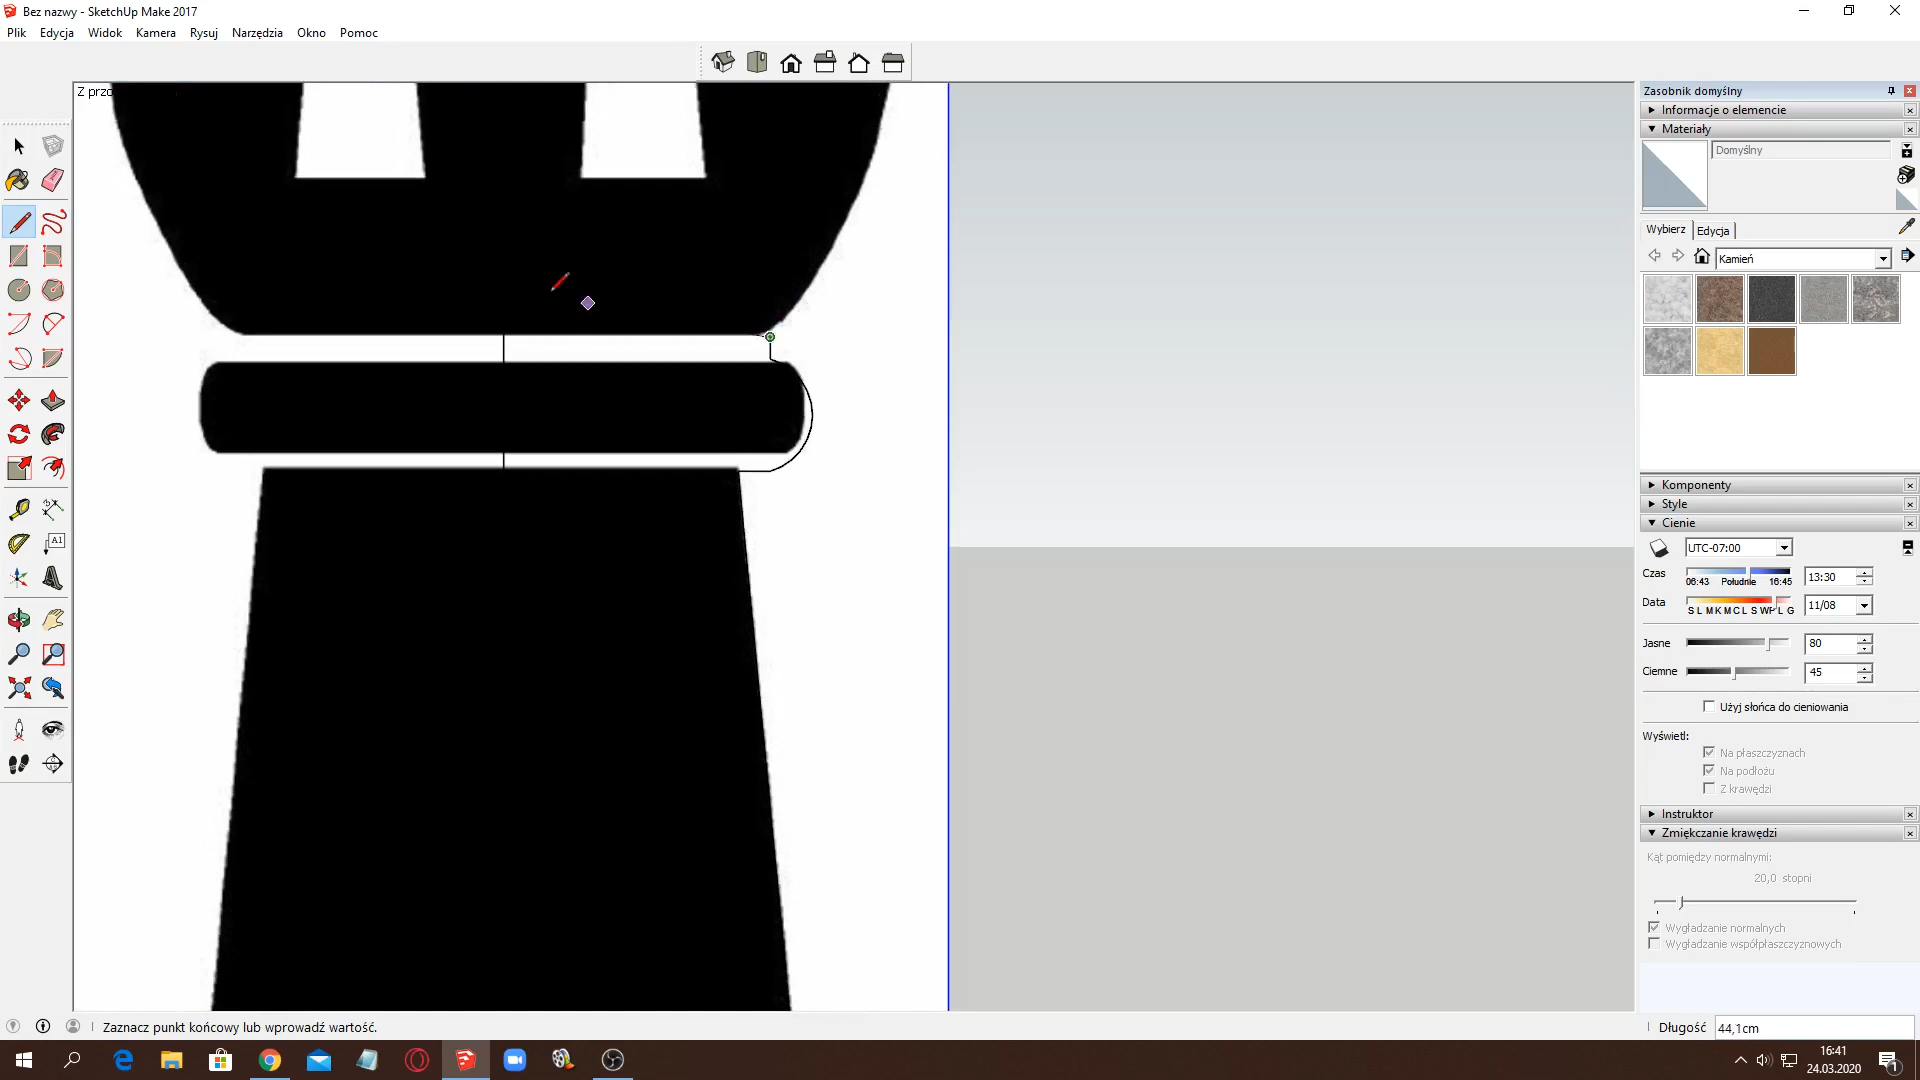 Bez nazwy - SketchUp Make 2017
Plik Edycja Widok Kamera Rysuj Narzędzia Okno Pomoc
Z przo
Zasobnik domyślny
Informacje o elemencie
Materiały
Domyślny
Wybierz Edycja
Kamień
A1
Komponenty
Style
Cienie
UTC-07:00
Czas 06:43 Południe 16:45 13:30
Data 11/08
Jasne 80
Ciemne 45
Użyj słońca do cieniowania
Wyświetl:
Na płaszczyznach
Na podłożu
Z krawędzi
Instruktor
Zmiękczanie krawędzi
Kąt pomiędzy normalnymi:
20,0 stopni
Wygładzanie normalnych
Wygładzanie współpłaszczyznowych
Zaznacz punkt końcowy lub wprowadź wartość.
Długość 44,1cm
16:41
24.03.2020
1